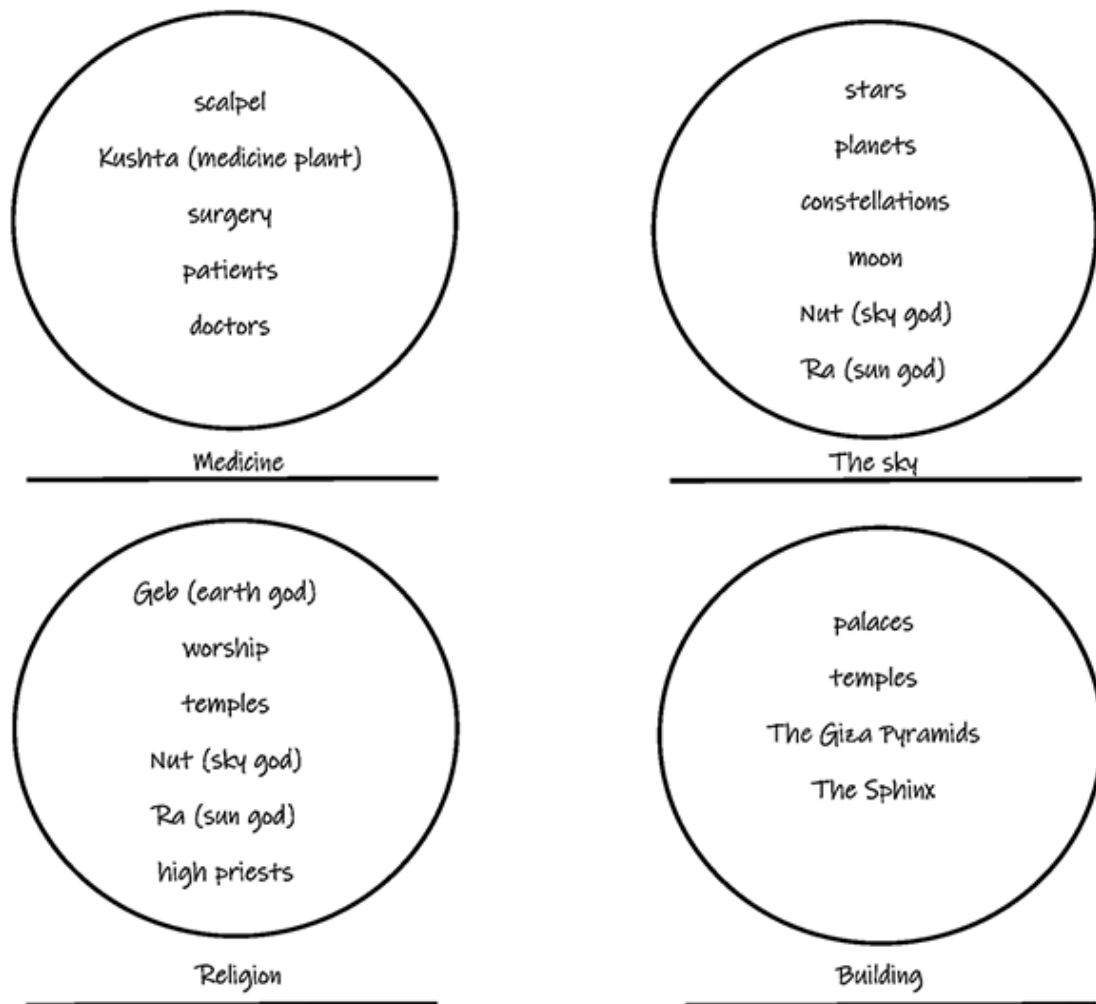 scalpel
Kushta (medicine plant)
surgery
patients
doctors
Medicine
stars
planets
constellations
moon
Nut (sky god)
Ra (sun god)
The sky
Geb (earth god)
worship
temples
Nut (sky god)
Ra (sun god)
high priests
Religion
palaces
temples
The Giza Pyramids
The Sphinx
Building